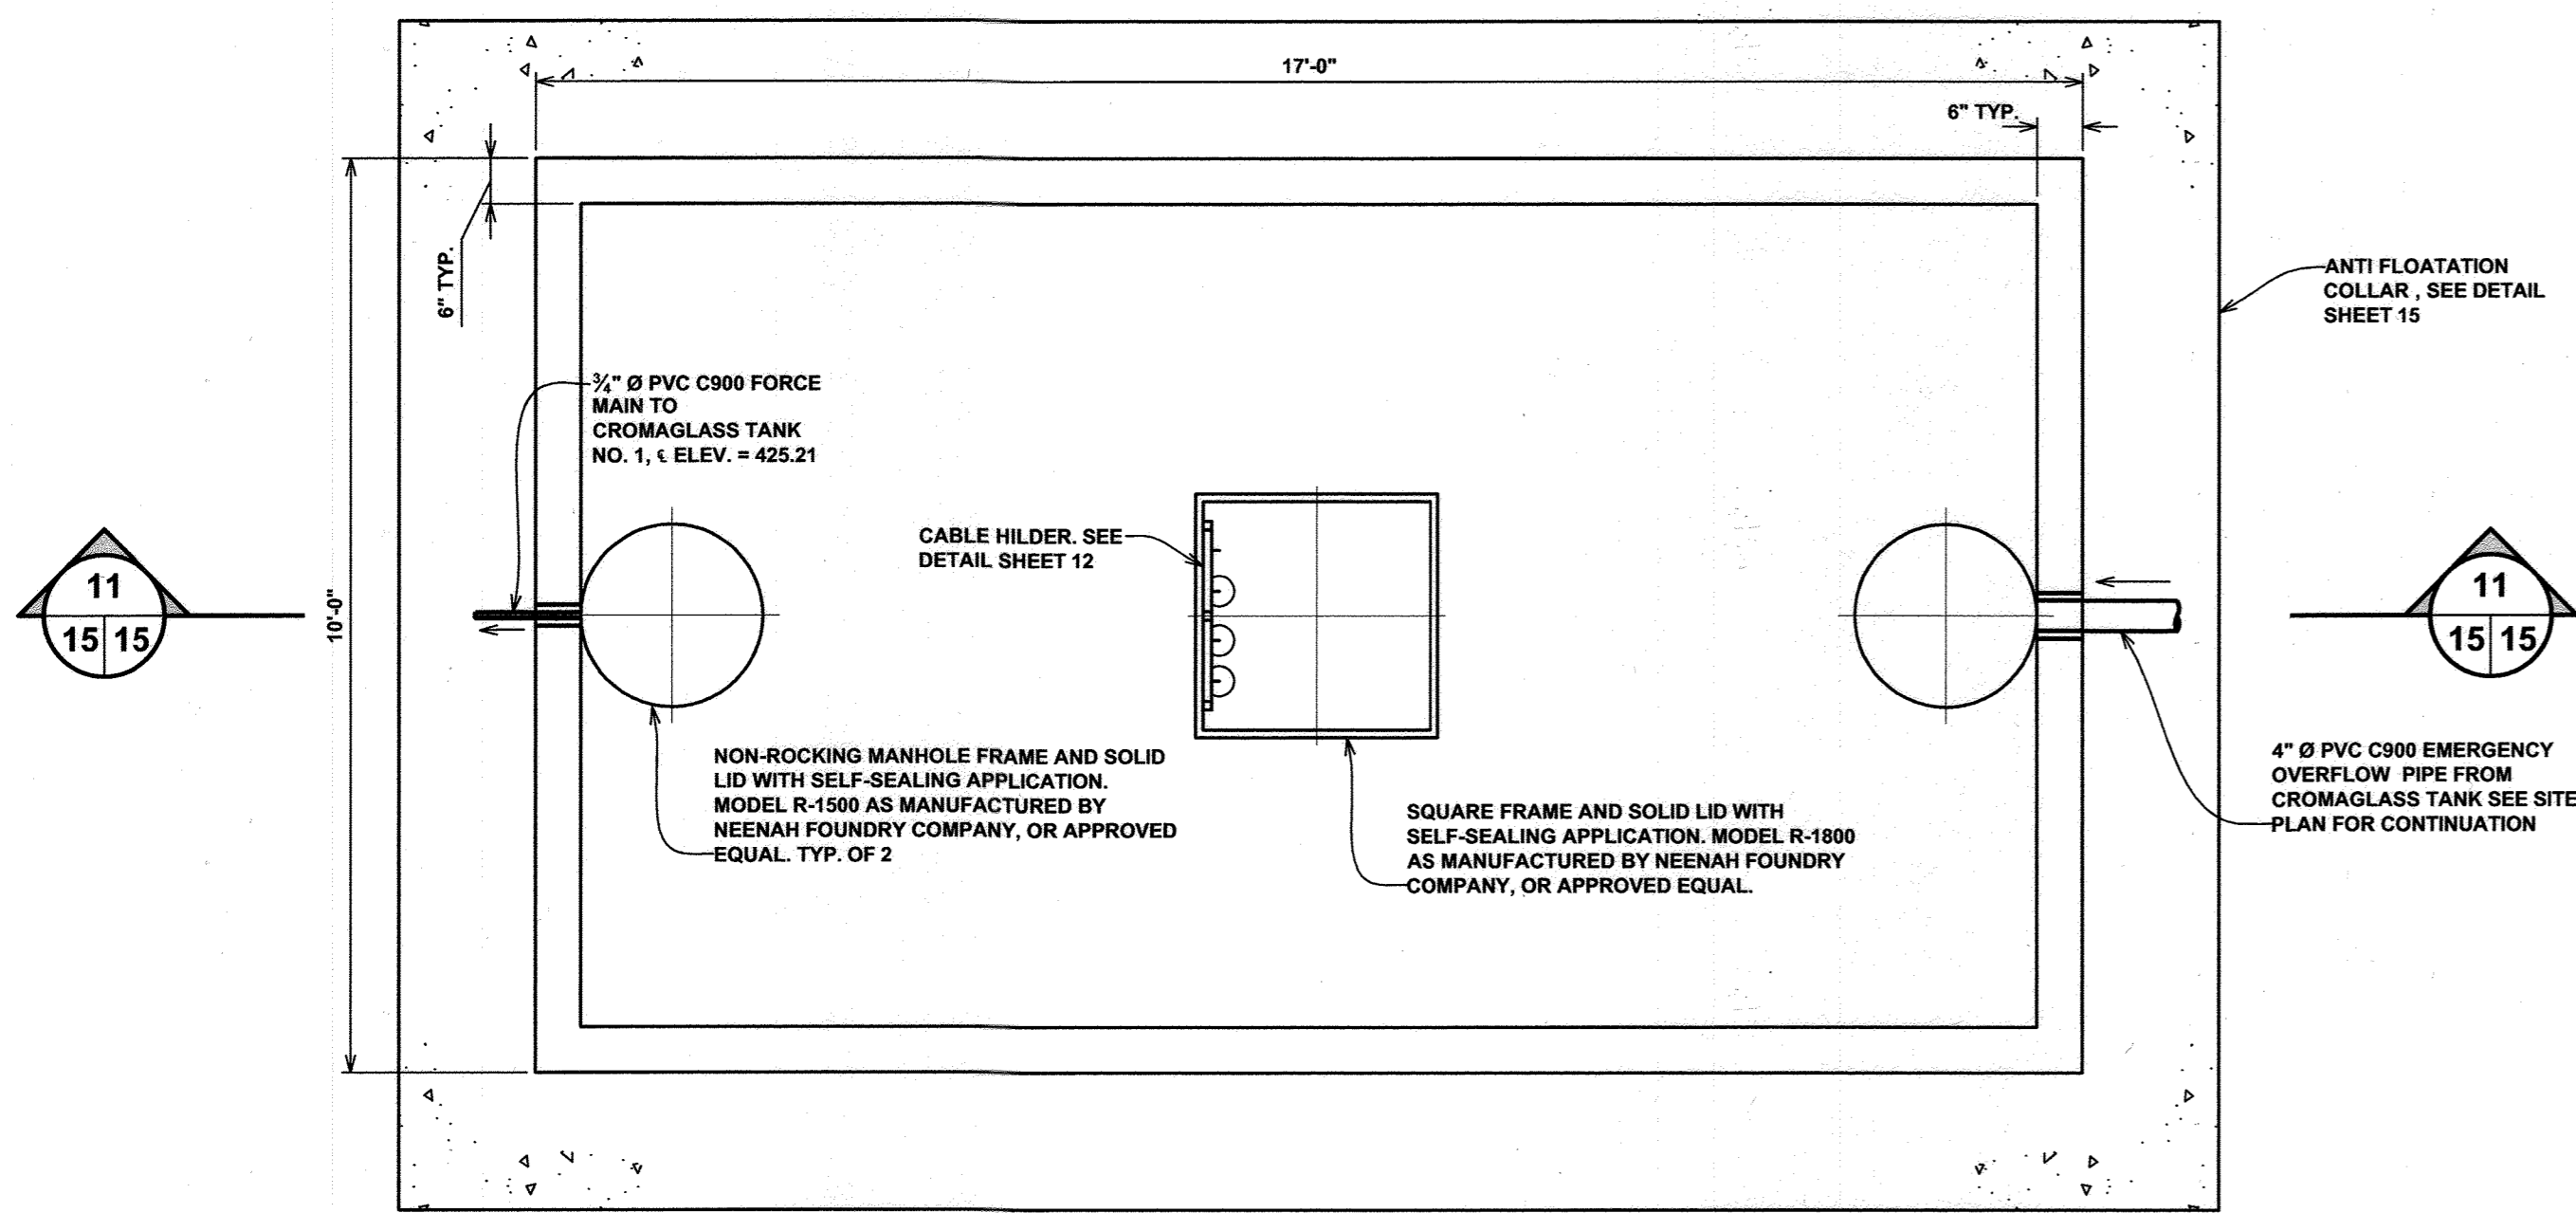 17'-0"
6" TYP.
6" TYP.
10'-0"
ANTI FLOATATION
COLLAR , SEE DETAIL
SHEET 15
¾" Ø PVC C900 FORCE
MAIN TO
CROMAGLASS TANK
NO. 1, ℄ ELEV. = 425.21
CABLE HILDER. SEE
DETAIL SHEET 12
11
15 15
11
15 15
NON-ROCKING MANHOLE FRAME AND SOLID
LID WITH SELF-SEALING APPLICATION.
MODEL R-1500 AS MANUFACTURED BY
NEENAH FOUNDRY COMPANY, OR APPROVED
EQUAL. TYP. OF 2
SQUARE FRAME AND SOLID LID WITH
SELF-SEALING APPLICATION. MODEL R-1800
AS MANUFACTURED BY NEENAH FOUNDRY
COMPANY, OR APPROVED EQUAL.
4" Ø PVC C900 EMERGENCY
OVERFLOW PIPE FROM
CROMAGLASS TANK SEE SITE
PLAN FOR CONTINUATION